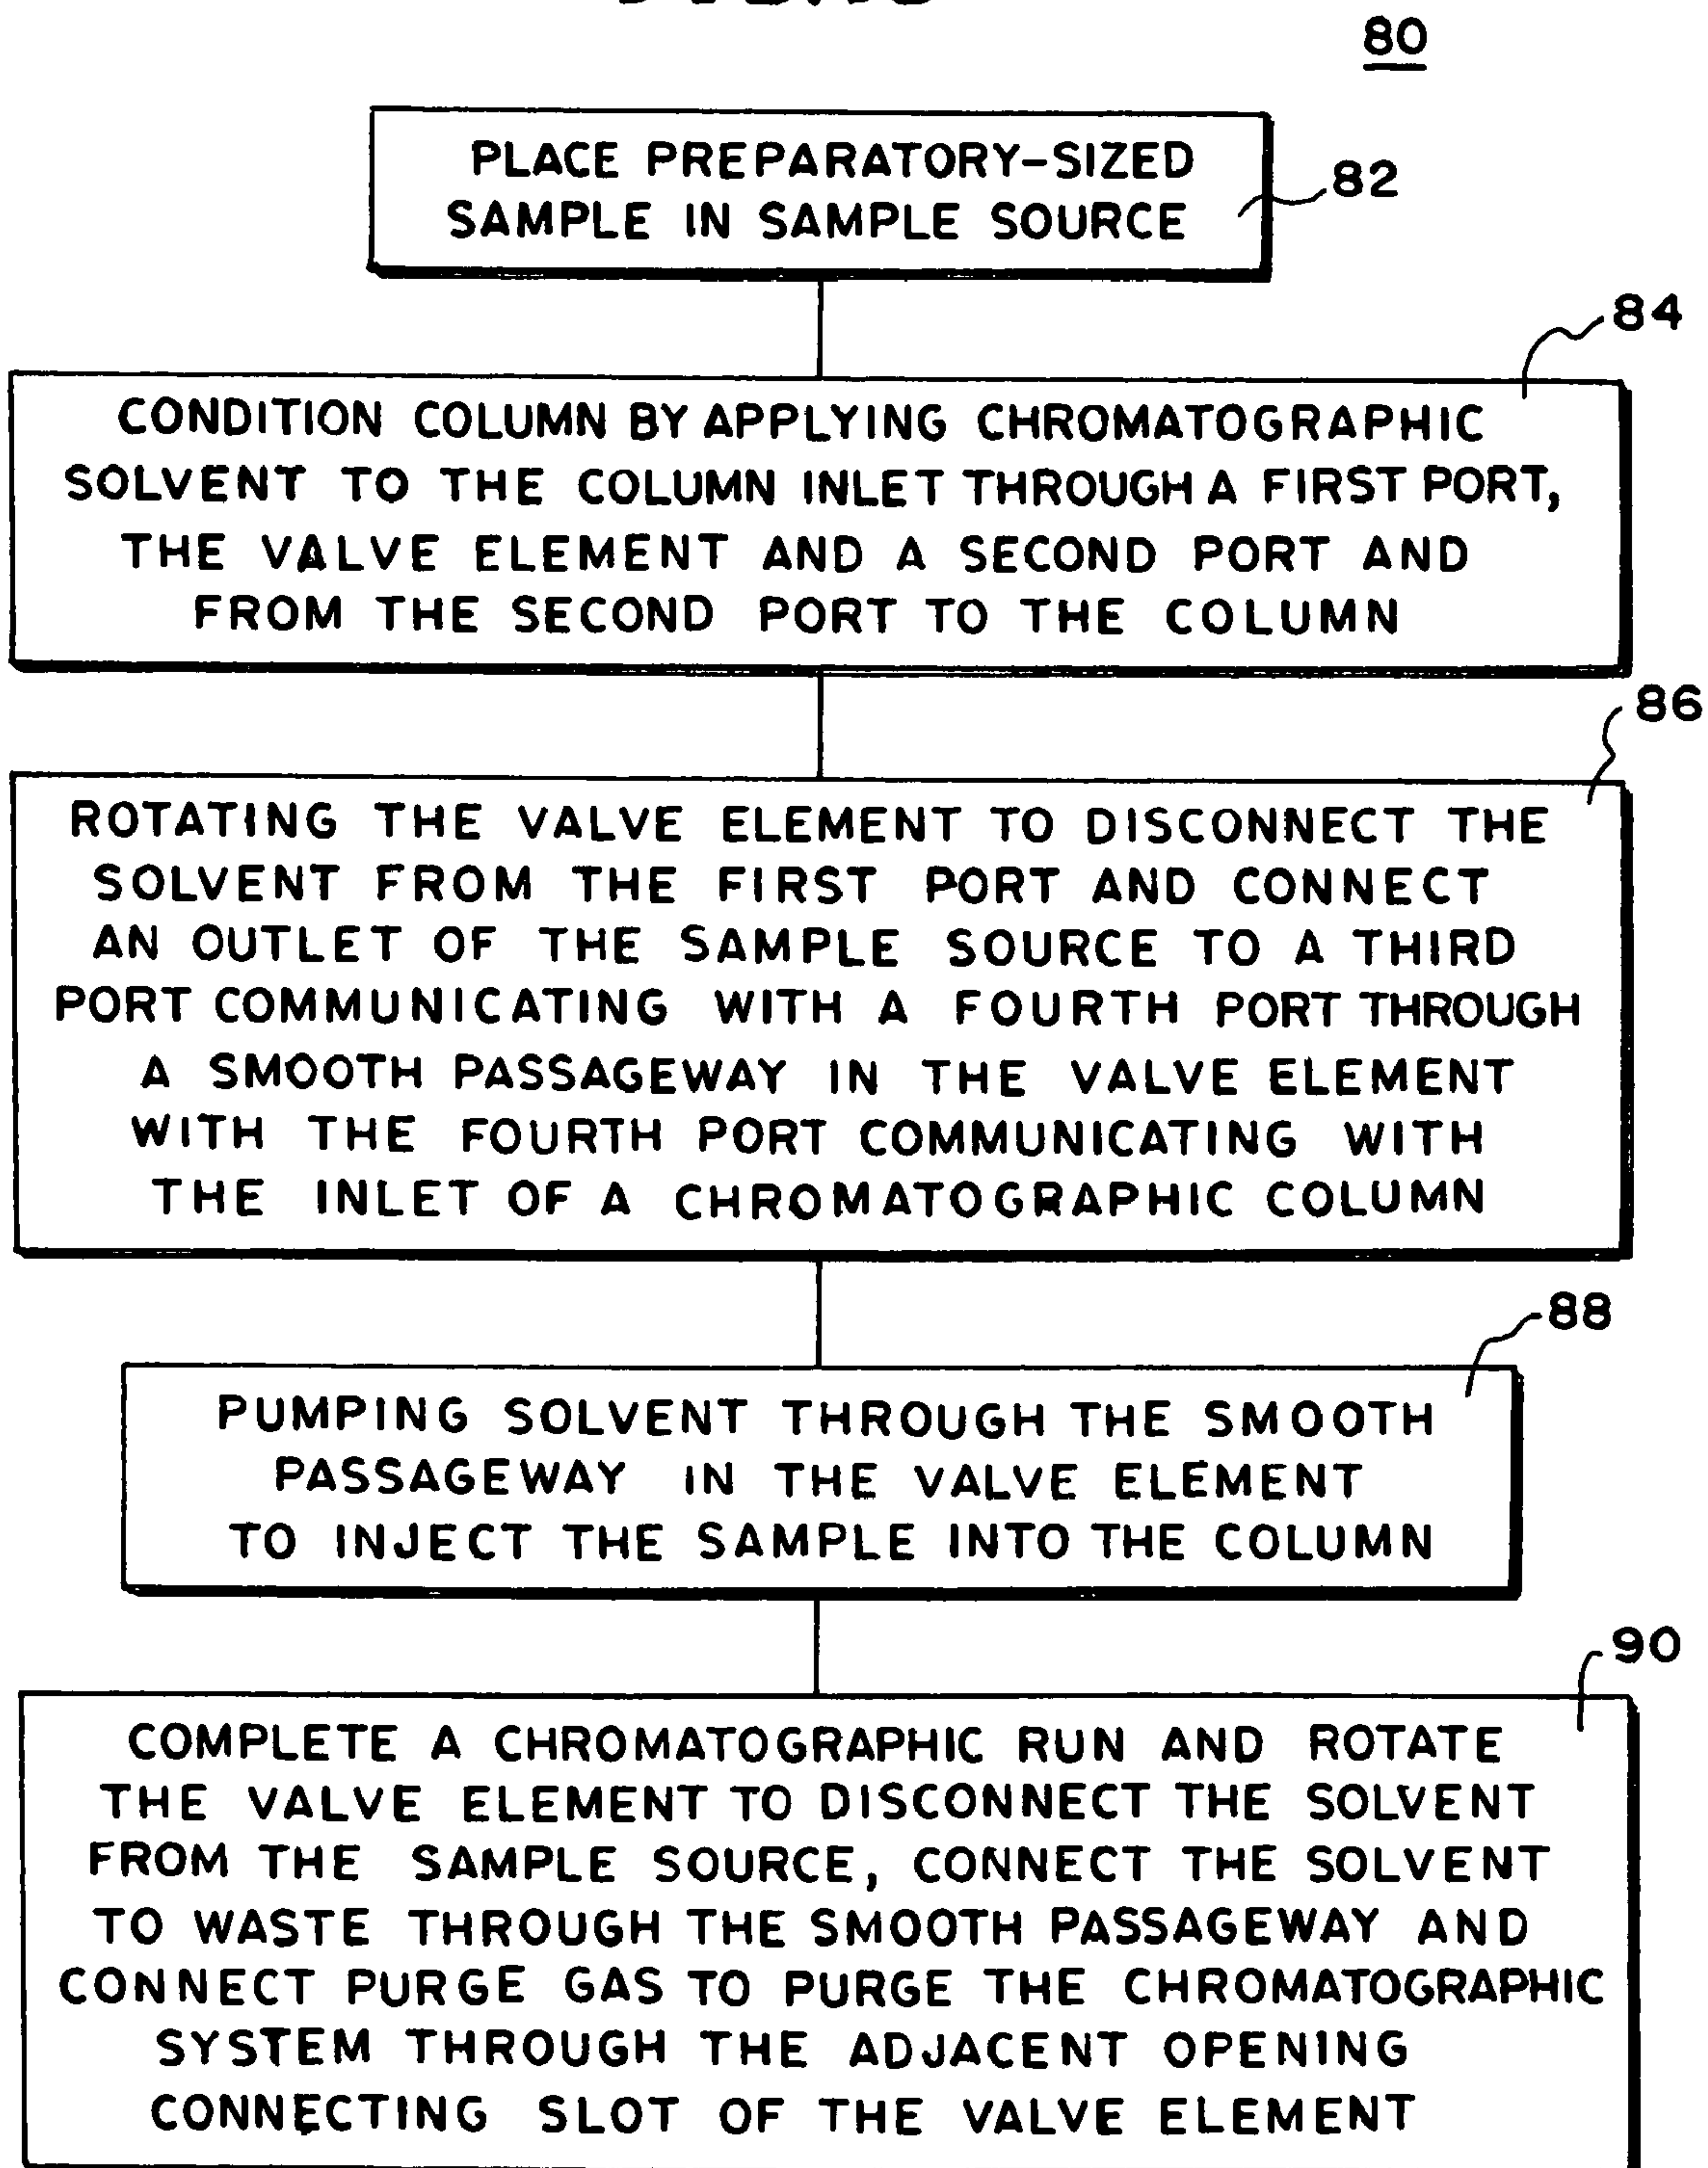 80
PLACE PREPARATORY-SIZED
SAMPLE IN SAMPLE SOURCE
82
84
CONDITION COLUMN BY APPLYING CHROMATOGRAPHIC
SOLVENT TO THE COLUMN INLET THROUGH A FIRST PORT,
THE VALVE ELEMENT AND A SECOND PORT AND
FROM THE SECOND PORT TO THE COLUMN
86
ROTATING THE VALVE ELEMENT TO DISCONNECT THE
SOLVENT FROM THE FIRST PORT AND CONNECT
AN OUTLET OF THE SAMPLE SOURCE TO A THIRD
PORT COMMUNICATING WITH A FOURTH PORT THROUGH
A SMOOTH PASSAGEWAY IN THE VALVE ELEMENT
WITH THE FOURTH PORT COMMUNICATING WITH
THE INLET OF A CHROMATOGRAPHIC COLUMN
88
PUMPING SOLVENT THROUGH THE SMOOTH
PASSAGEWAY IN THE VALVE ELEMENT
TO INJECT THE SAMPLE INTO THE COLUMN
90
COMPLETE A CHROMATOGRAPHIC RUN AND ROTATE
THE VALVE ELEMENT TO DISCONNECT THE SOLVENT
FROM THE SAMPLE SOURCE, CONNECT THE SOLVENT
TO WASTE THROUGH THE SMOOTH PASSAGEWAY AND
CONNECT PURGE GAS TO PURGE THE CHROMATOGRAPHIC
SYSTEM THROUGH THE ADJACENT OPENING
CONNECTING SLOT OF THE VALVE ELEMENT